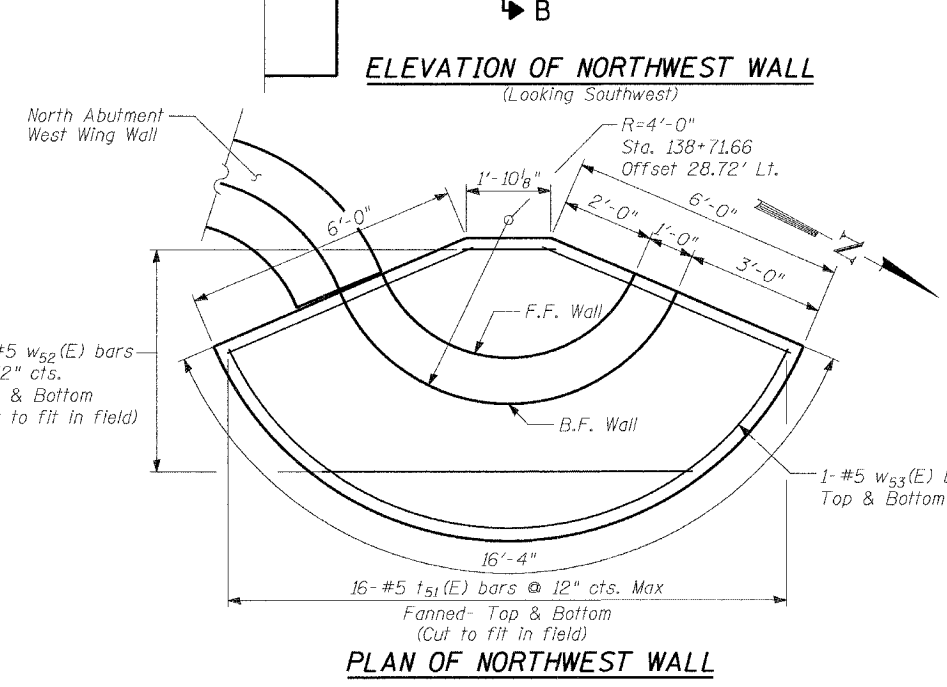 B
ELEVATION OF NORTHWEST WALL
(Looking Southwest)
North Abutment
West Wing Wall
R=4'-0"
Sta. 138+71.66
Offset 28.72' Lt.
1'-10⅛"
6'-0"
6'-0"
2'-0"
1'-0"
3'-0"
N
F.F. Wall
B.F. Wall
#5 w52(E) bars
2" cts.
& Bottom
to fit in field)
1-#5 w53(E)
Top & Bottom
16'-4"
16-#5 t51(E) bars @ 12" cts. Max
Fanned- Top & Bottom
(Cut to fit in field)
PLAN OF NORTHWEST WALL